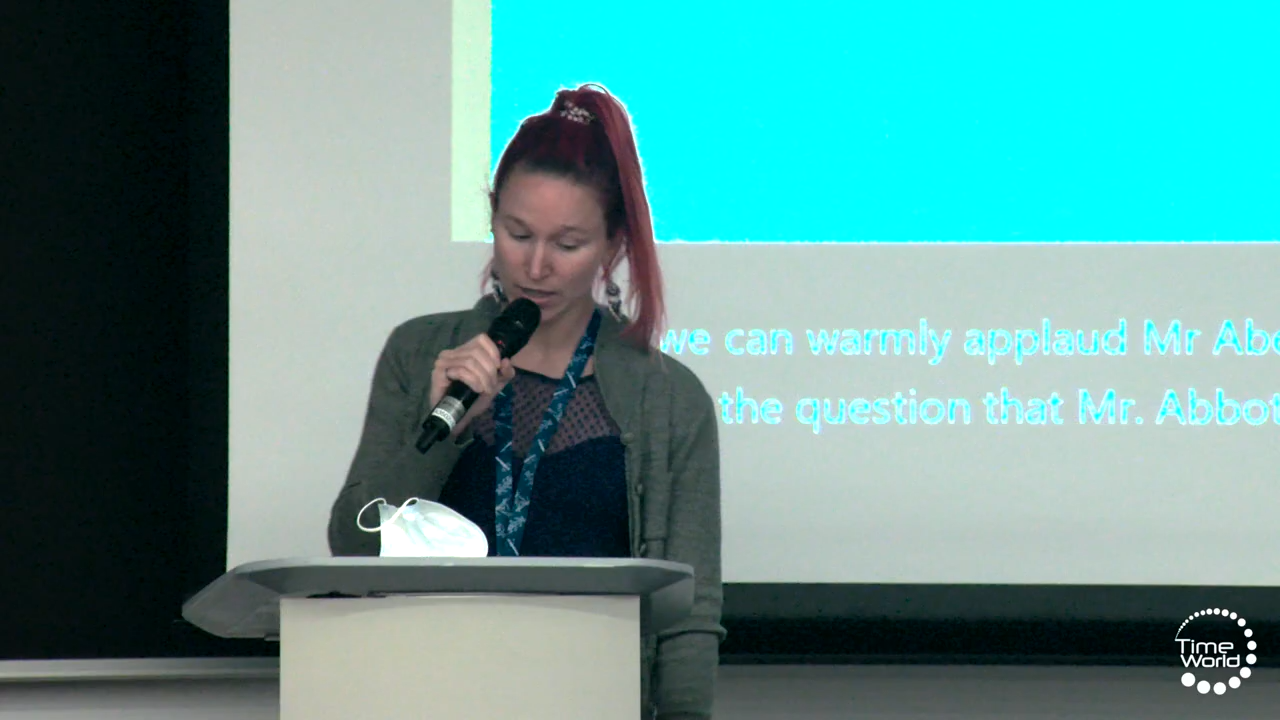 we can warmly applaud Mr
the question that Mr.
Time
World